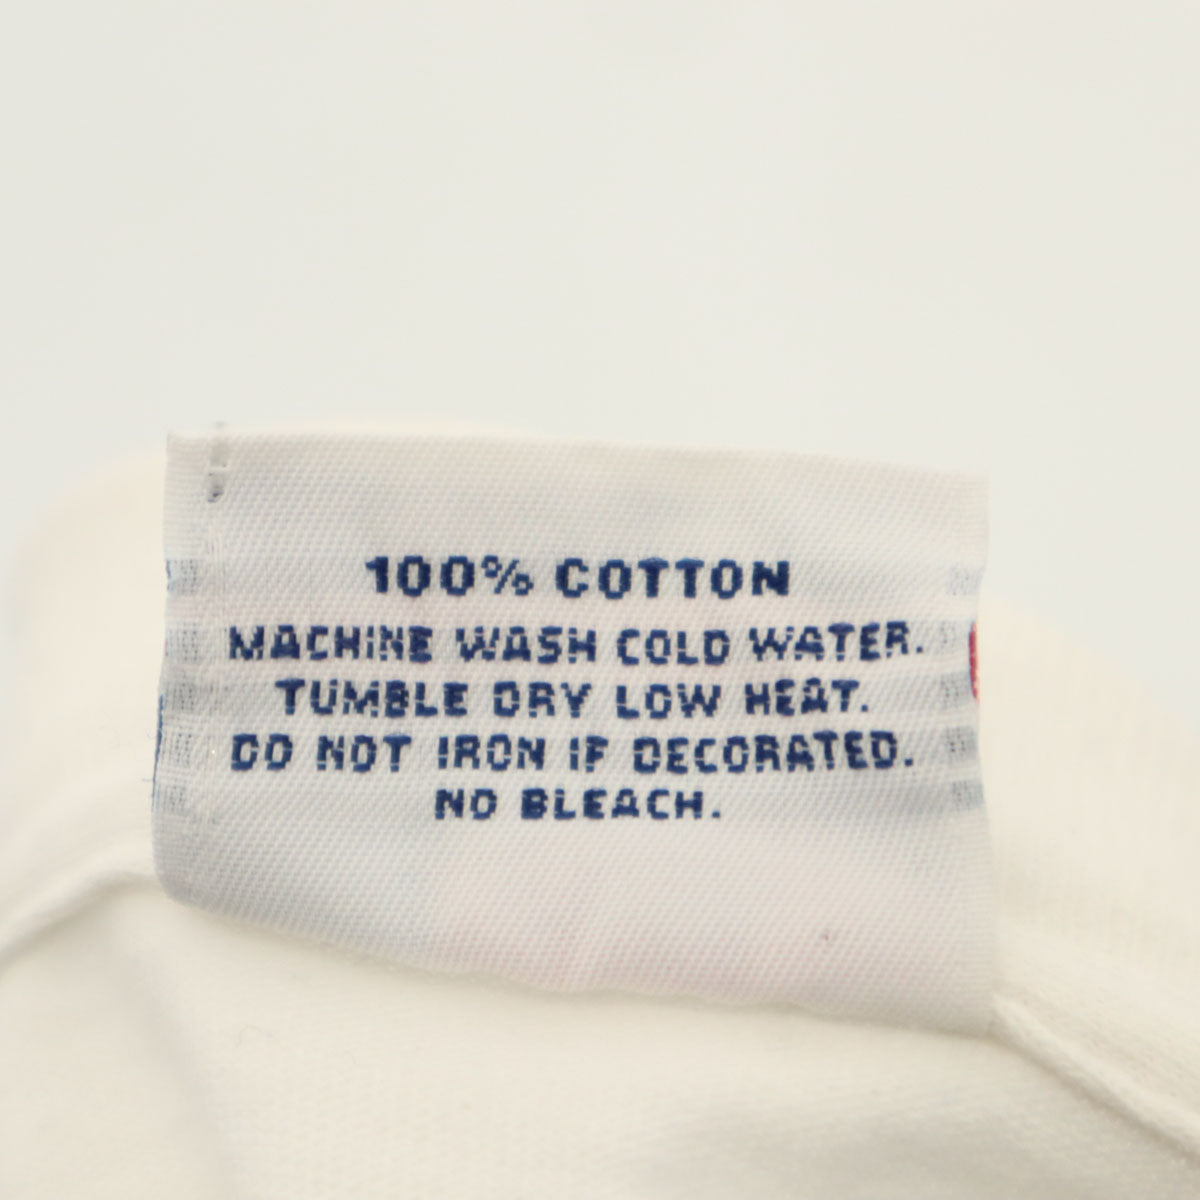 100% COTTON
MACHINE WASH COLD WATER.
TUMBLE DRY LOW HEAT.
DO NOT IRON IF DECORATED.
NO BLEACH.